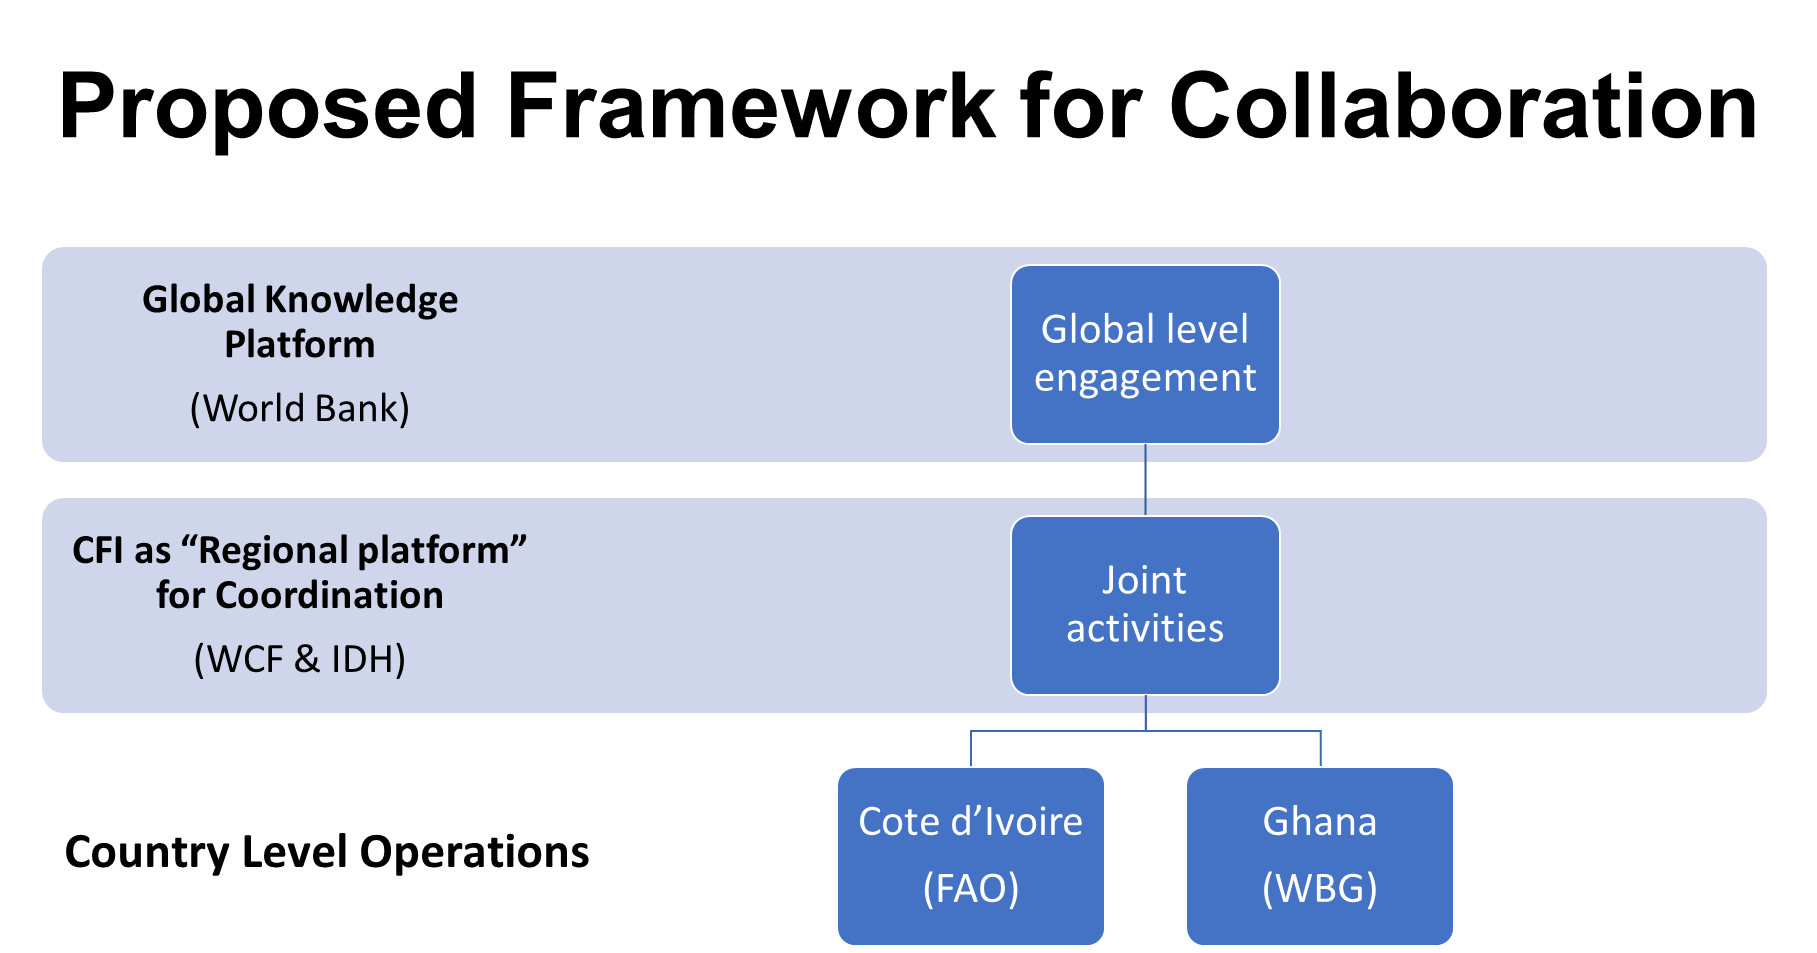 Proposed Framework for Collaboration
Global Knowledge
Platform
(World Bank)
Global level
engagement
CFI as “Regional platform”
for Coordination
(WCF & IDH)
Joint
activities
Country Level Operations
Cote d’Ivoire
(FAO)
Ghana
(WBG)